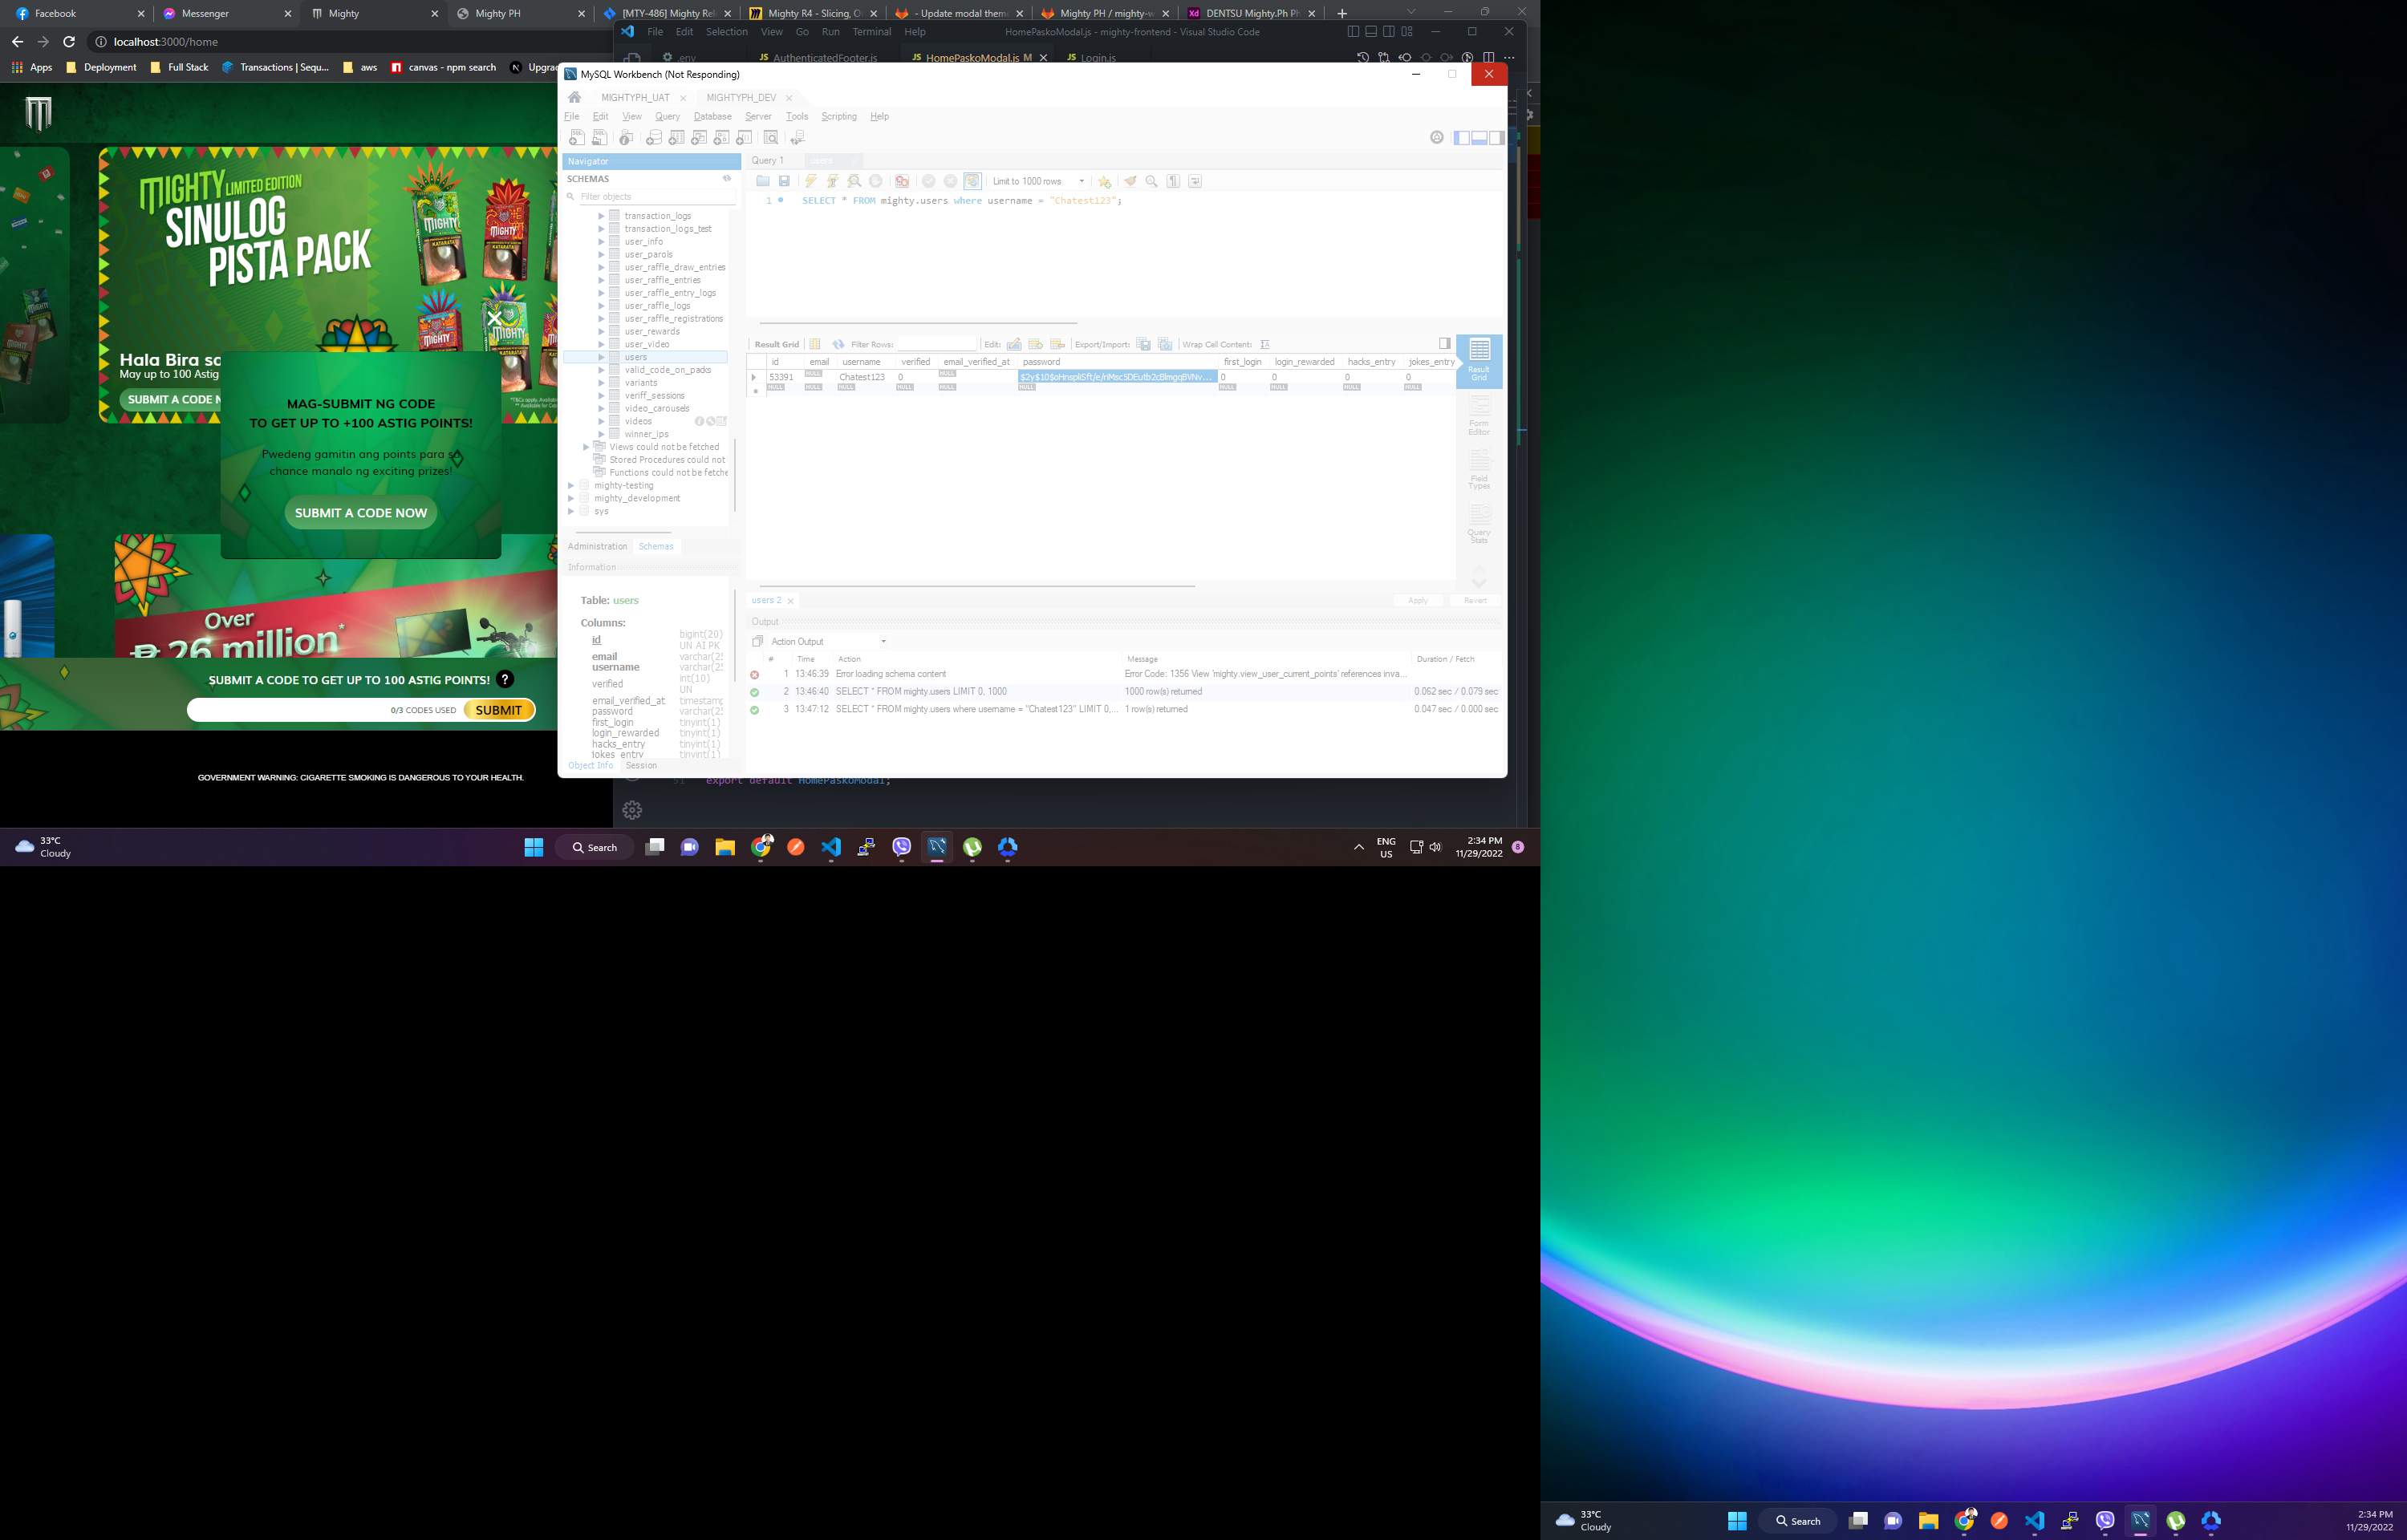 Facebook
Messenger
Mighty
Mighty PH
[MTY-486] Mighty Rel
Mighty R4 - Slicing, O
- Update modal them
Mighty PH / mighty-w
DENTSU Mighty.Ph Ph
localhost:3000/home
Apps
Deployment
Full Stack
Transactions | Sequ...
aws
canvas - npm search
Upgra
File Edit Selection View Go Run Terminal Help
HomePaskoModal.js - mighty-frontend - Visual Studio Code
.env
JS AuthenticatedFooter.js
JS HomePaskoModal.js M
JS Login.js
MIGHTY LIMITED EDITION
SINULOG
PISTA PACK
MIGHTY
Hala Bira sc
May up to 100 Astig
SUBMIT A CODE N
MAG-SUBMIT NG CODE
TO GET UP TO +100 ASTIG POINTS!
Pwedeng gamitin ang points para sa
chance manalo ng exciting prizes!
SUBMIT A CODE NOW
Over
₱ 26 million*
SUBMIT A CODE TO GET UP TO 100 ASTIG POINTS! ?
0/3 CODES USED
SUBMIT
GOVERNMENT WARNING: CIGARETTE SMOKING IS DANGEROUS TO YOUR HEALTH.
MySQL Workbench (Not Responding)
MIGHTYPH_UAT
MIGHTYPH_DEV
File Edit View Query Database Server Tools Scripting Help
Navigator
SCHEMAS
Filter objects
transaction_logs
transaction_logs_test
user_info
user_parols
user_raffle_draw_entries
user_raffle_entries
user_raffle_entry_logs
user_raffle_logs
user_raffle_registrations
user_rewards
user_video
users
valid_code_on_packs
variants
veriff_sessions
video_carousels
videos
winner_ips
Views could not be fetched
Stored Procedures could not
Functions could not be fetche
mighty-testing
mighty_development
sys
Administration Schemas
Information
Table: users
Columns:
id bigint(20)
UN AI PK
email varchar(25
username varchar(25
verified int(10)
UN
email_verified_at timestamp
password varchar(25
first_login tinyint(1)
login_rewarded tinyint(1)
hacks_entry tinyint(1)
jokes_entry tinyint(1)
Object Info Session
Query 1
users
Limit to 1000 rows
1 SELECT * FROM mighty.users where username = "Chatest123";
Result Grid
Filter Rows:
Edit:
Export/Import:
Wrap Cell Content:
id email username verified email_verified_at password first_login login_rewarded hacks_entry jokes_entry
53391 NULL Chatest123 0 NULL 0 0 0 0
NULL NULL NULL NULL NULL NULL NULL NULL NULL NULL
Result
Grid
Form
Editor
Field
Types
Query
Stats
users 2
Apply
Revert
Output
Action Output
# Time Action Message Duration / Fetch
1 13:46:39 Error loading schema content Error Code: 1356 View 'mighty.view_user_current_points' references inva...
2 13:46:40 SELECT * FROM mighty.users LIMIT 0, 1000 1000 row(s) returned 0.062 sec / 0.079 sec
3 13:47:12 SELECT * FROM mighty.users where username = "Chatest123" LIMIT 0,... 1 row(s) returned 0.047 sec / 0.000 sec
51 export default HomePaskoModal;
33°C
Cloudy
Search
ENG
US
2:34 PM
11/29/2022
8
33°C
Cloudy
Search
2:34 PM
11/29/2022